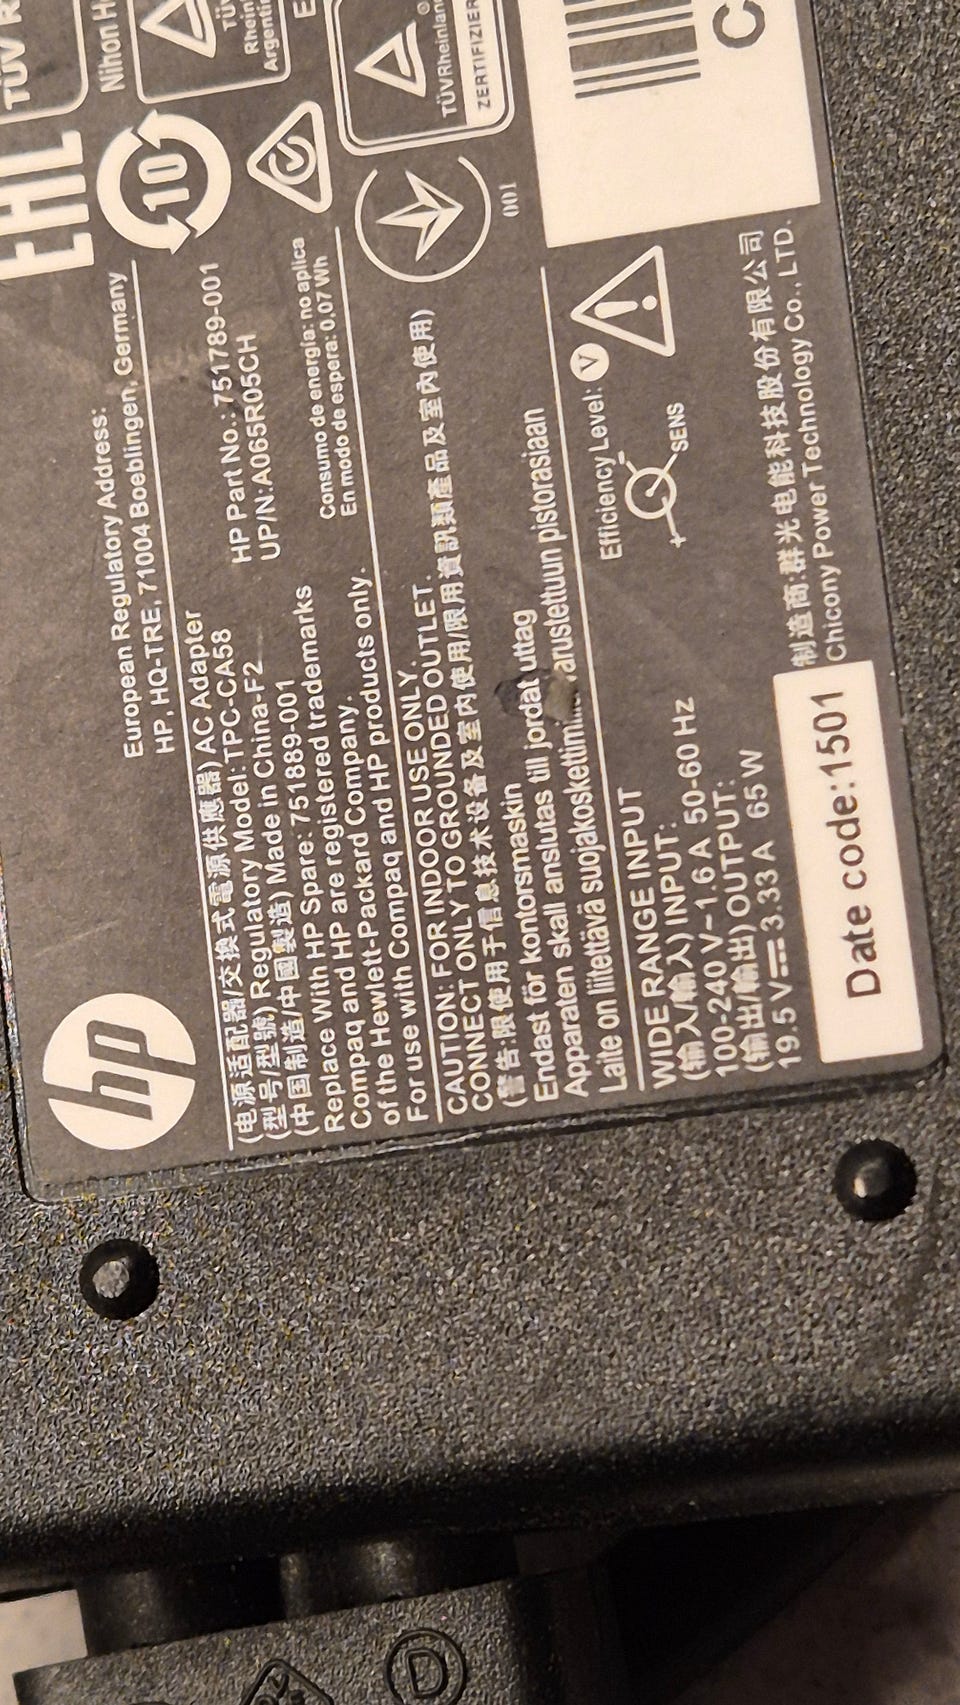 hp
European Regulatory Address:
HP, HQ-TRE, 71004 Boeblingen, Germany
(电源适配器/交換式電源供應器) AC Adapter
(型号/型號) Regulatory Model: TPC-CA58
(中国制造/中國製造) Made in China-F2
Replace With HP Spare: 751889-001
HP Part No.: 751789-001
UP/N:A065R05CH
Compaq and HP are registered trademarks
of the Hewlett-Packard Company.
For use with Compaq and HP products only.
Consumo de energía: no aplica
En modo de espera: 0,07 Wh
CAUTION: FOR INDOOR USE ONLY.
CONNECT ONLY TO GROUNDED OUTLET.
(警告:限使用于信息技术设备及室内使用/限用資訊類產品及室內使用)
Endast för kontorsmaskin
Apparaten skall anslutas till jordat uttag
Laite on liitettävä suojakoskettimilla varustettuun pistorasiaan
WIDE RANGE INPUT
(输入/輸入) INPUT:
100-240 V~1.6 A 50-60 Hz
(输出/輸出) OUTPUT:
19.5 V⎓3.33 A 65 W
Efficiency Level: V
SENS
Date code:1501
制造商:群光电能科技股份有限公司
Chicony Power Technology Co., LTD.
EAC
10
001
TÜV R
Nihon H
TÜV
Rhein
Argentin
TÜVRheinland
ZERTIFIZIER
C
D